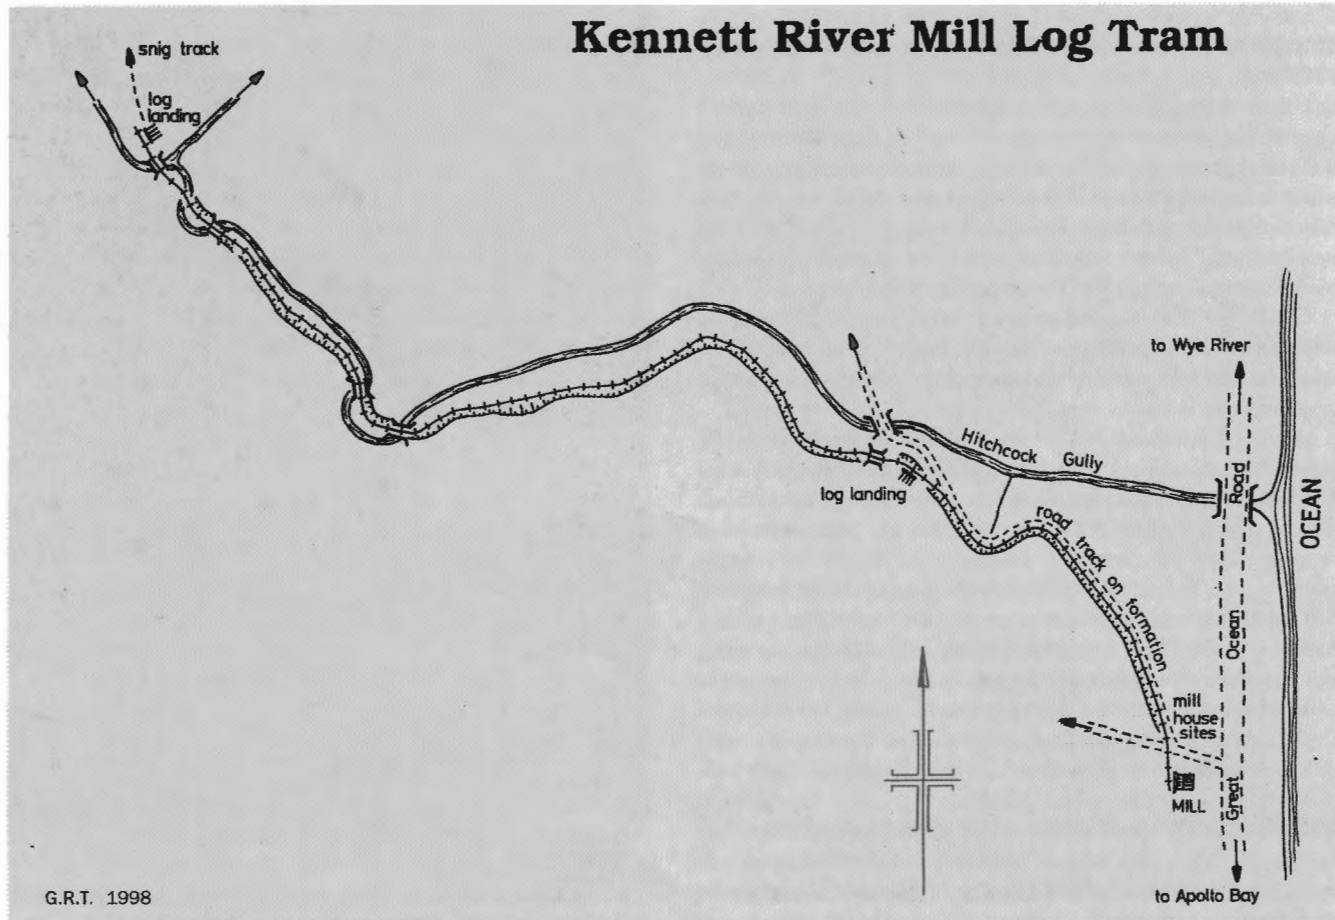 Kennett River Mill Log Tram
snig track
log
landing
to Wye River
Hitchcock Gully
log landing
road track on formation
Great Ocean Road
OCEAN
mill
house
sites
MILL
to Apollo Bay
G.R.T. 1998